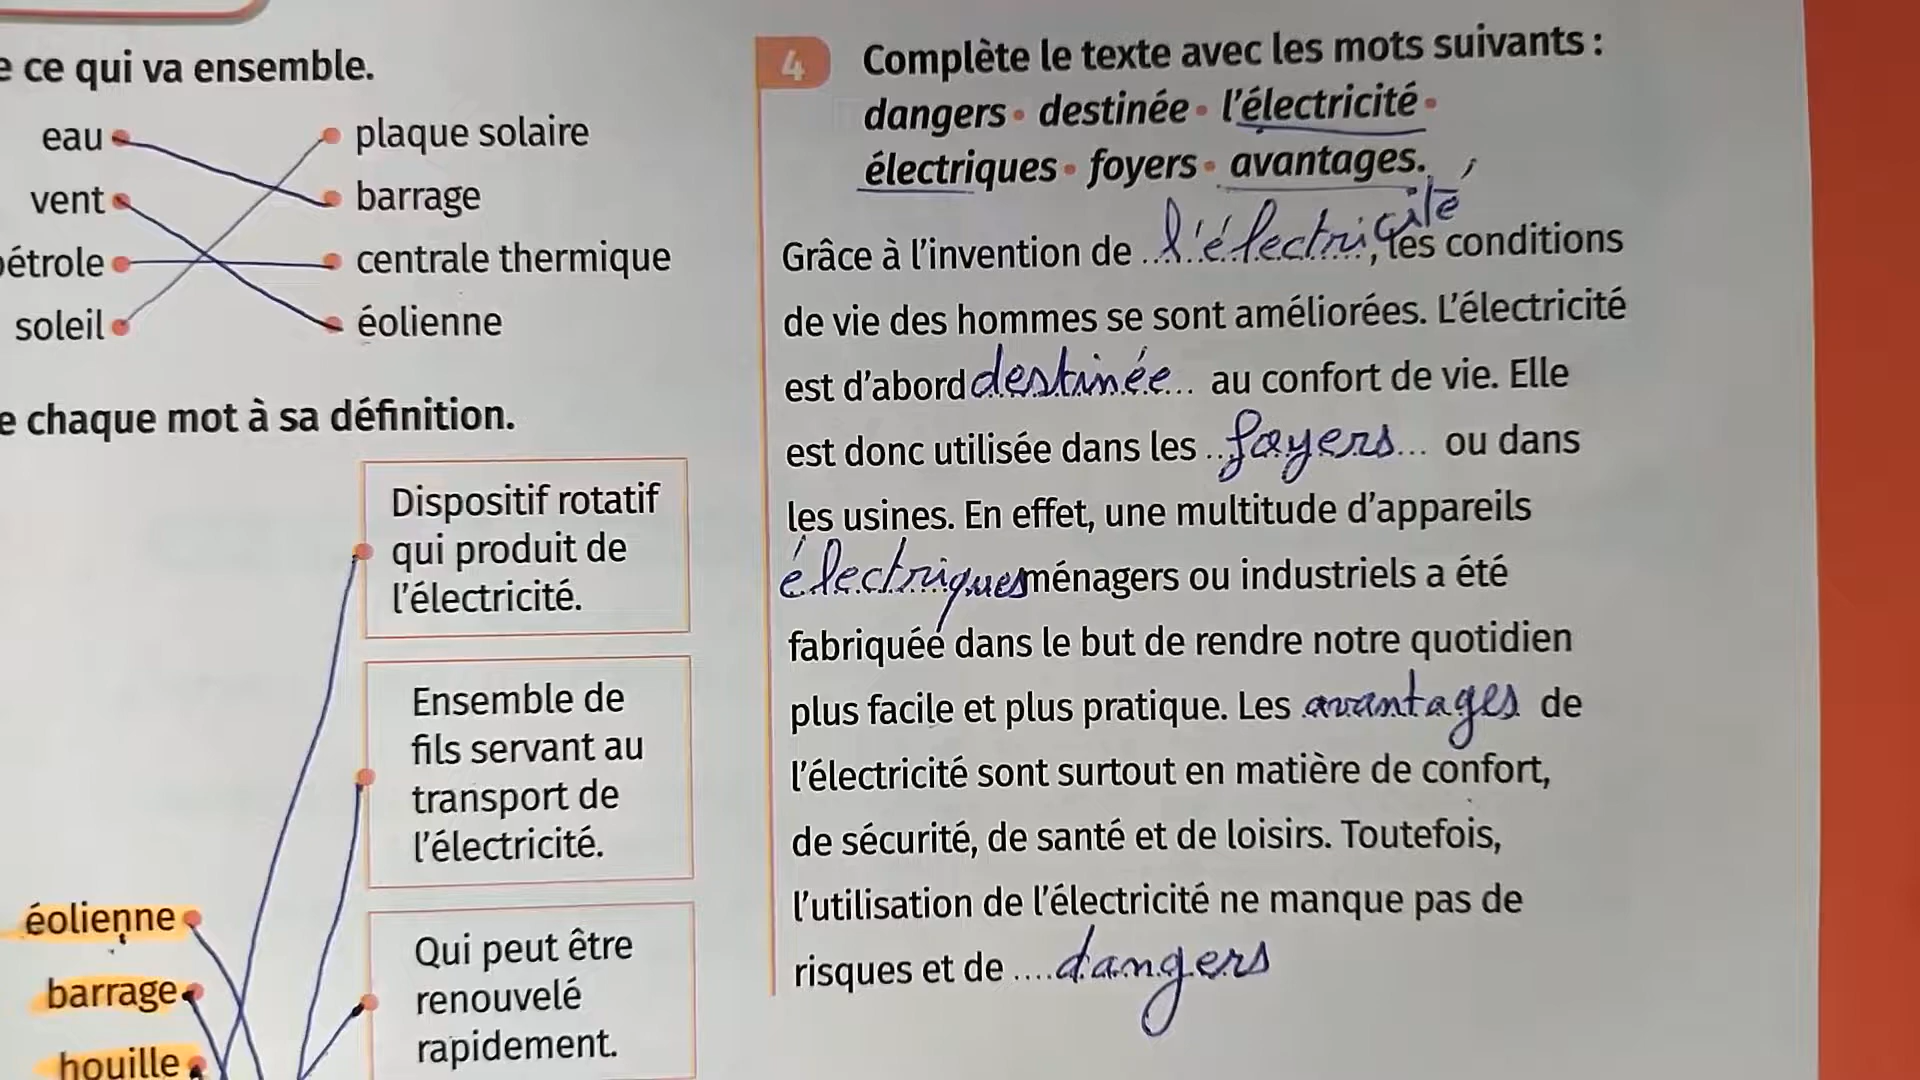 e ce qui va ensemble.
eau
vent
pétrole
soleil
plaque solaire
barrage
centrale thermique
éolienne
e chaque mot à sa définition.
Dispositif rotatif
qui produit de
l'électricité.
Ensemble de
fils servant au
transport de
l'électricité.
Qui peut être
renouvelé
rapidement.
éolienne
barrage
houille
4 Complète le texte avec les mots suivants :
dangers • destinée • l'électricité •
électriques • foyers • avantages.
Grâce à l'invention de l'électricité, les conditions
de vie des hommes se sont améliorées. L'électricité
est d'abord destinée... au confort de vie. Elle
est donc utilisée dans les ..foyers... ou dans
les usines. En effet, une multitude d'appareils
électriques ménagers ou industriels a été
fabriquée dans le but de rendre notre quotidien
plus facile et plus pratique. Les avantages de
l'électricité sont surtout en matière de confort,
de sécurité, de santé et de loisirs. Toutefois,
l'utilisation de l'électricité ne manque pas de
risques et de ....dangers